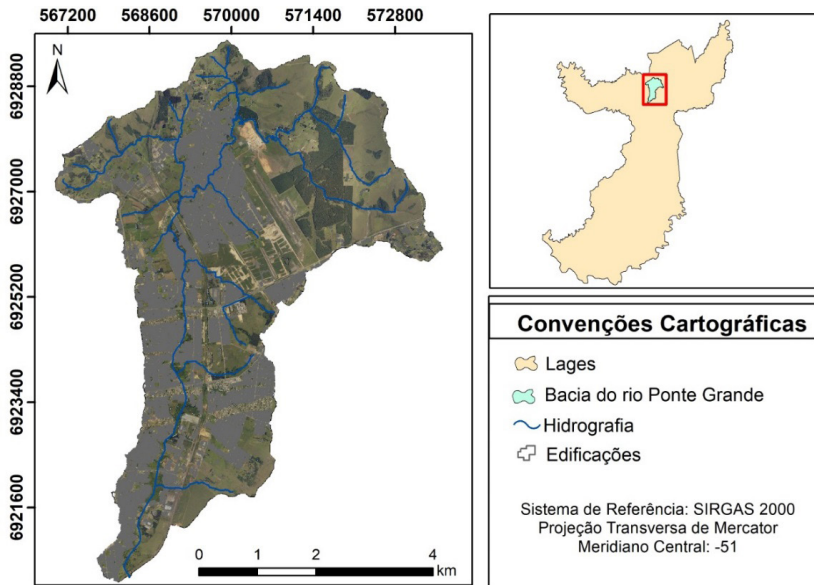 567200 568600 570000 571400 572800
N
6928800
6927000
6925200
6923400
6921600
0 1 2 4
km
Convenções Cartográficas
Lages
Bacia do rio Ponte Grande
Hidrografia
Edificações
Sistema de Referência: SIRGAS 2000
Projeção Transversa de Mercator
Meridiano Central: -51